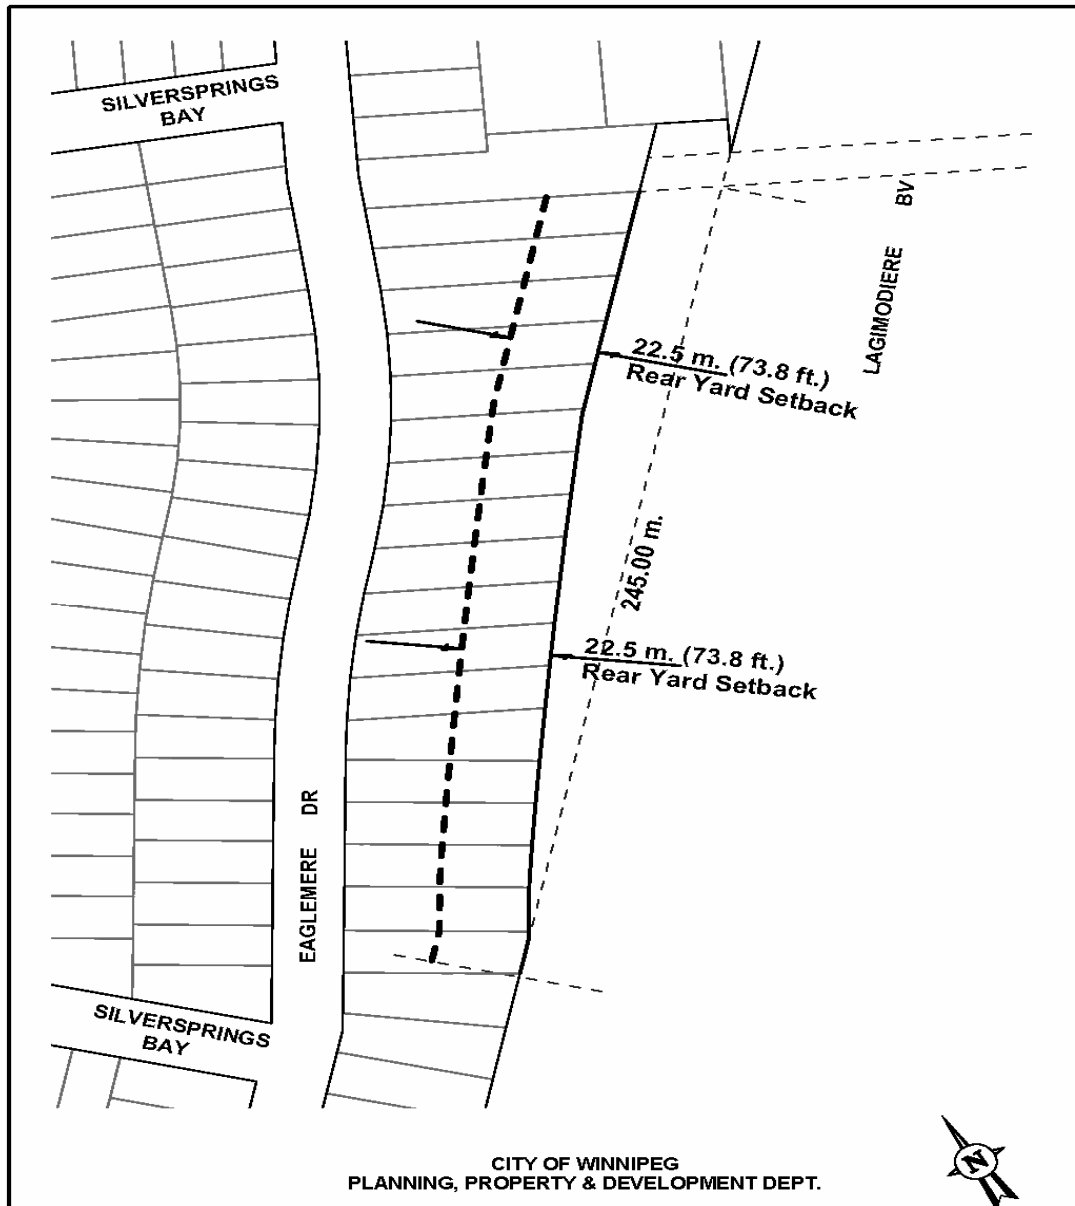 SILVERSPRINGS
BAY
LAGIMODIERE BV
22.5 m. (73.8 ft.)
Rear Yard Setback
245.00 m.
22.5 m. (73.8 ft.)
Rear Yard Setback
EAGLEMERE DR
SILVERSPRINGS
BAY
CITY OF WINNIPEG
PLANNING, PROPERTY & DEVELOPMENT DEPT.
N